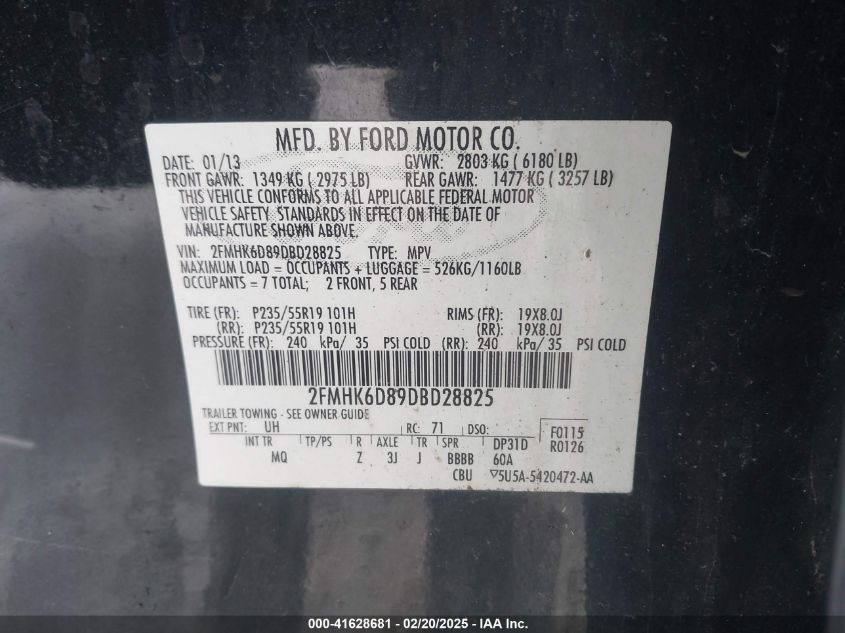 MFD. BY FORD MOTOR CO.
DATE: 01/13 GVWR: 2803 KG ( 6180 LB)
FRONT GAWR: 1349 KG ( 2975 LB) REAR GAWR: 1477 KG ( 3257 LB)
THIS VEHICLE CONFORMS TO ALL APPLICABLE FEDERAL MOTOR
VEHICLE SAFETY STANDARDS IN EFFECT ON THE DATE OF
MANUFACTURE SHOWN ABOVE.
VIN: 2FMHK6D89DBD28825 TYPE: MPV
MAXIMUM LOAD = OCCUPANTS + LUGGAGE = 526KG/1160LB
OCCUPANTS = 7 TOTAL; 2 FRONT, 5 REAR
TIRE (FR): P235/55R19 101H RIMS (FR): 19X8.0J
(RR): P235/55R19 101H (RR): 19X8.0J
PRESSURE (FR): 240 kPa/ 35 PSI COLD (RR): 240 kPa/ 35 PSI COLD
2FMHK6D89DBD28825
TRAILER TOWING - SEE OWNER GUIDE
EXT PNT: UH RC: 71 DSO: F0115
INT TR TP/PS R AXLE TR SPR DP31D R0126
MQ Z 3J J BBBB 60A
CBU ▽5U5A-5420472-AA
000-41628681 - 02/20/2025 - IAA Inc.